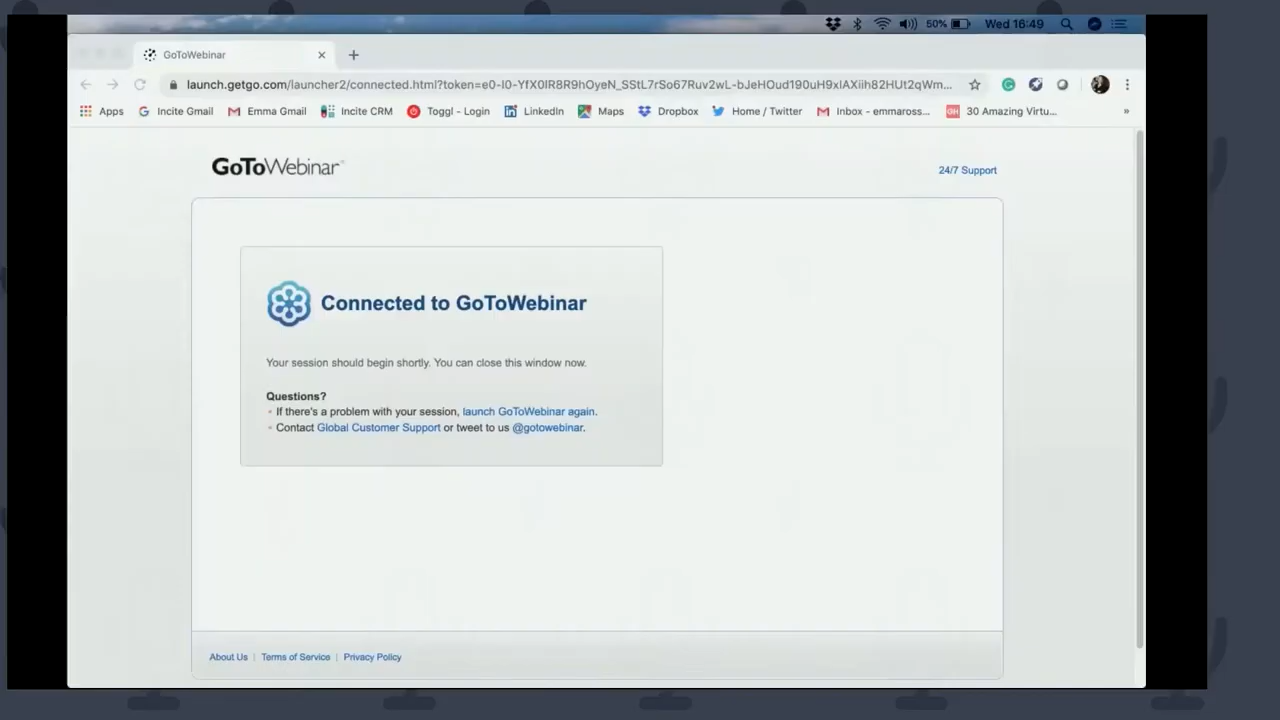 50% Wed 16:49
GoToWebinar
launch.getgo.com/launcher2/connected.html?token=e0-I0-YfX0IR8R9hOyeN_SStL7rSo67Ruv2wL-bJeHOud190uH9xIAXiih82HUt2qWm...
Apps Incite Gmail Emma Gmail Incite CRM Toggl - Login LinkedIn Maps Dropbox Home / Twitter Inbox - emmaross... 30 Amazing Virtu... »
GoToWebinar
24/7 Support
Connected to GoToWebinar
Your session should begin shortly. You can close this window now.
Questions?
If there's a problem with your session, launch GoToWebinar again.
Contact Global Customer Support or tweet to us @gotowebinar.
About Us | Terms of Service | Privacy Policy